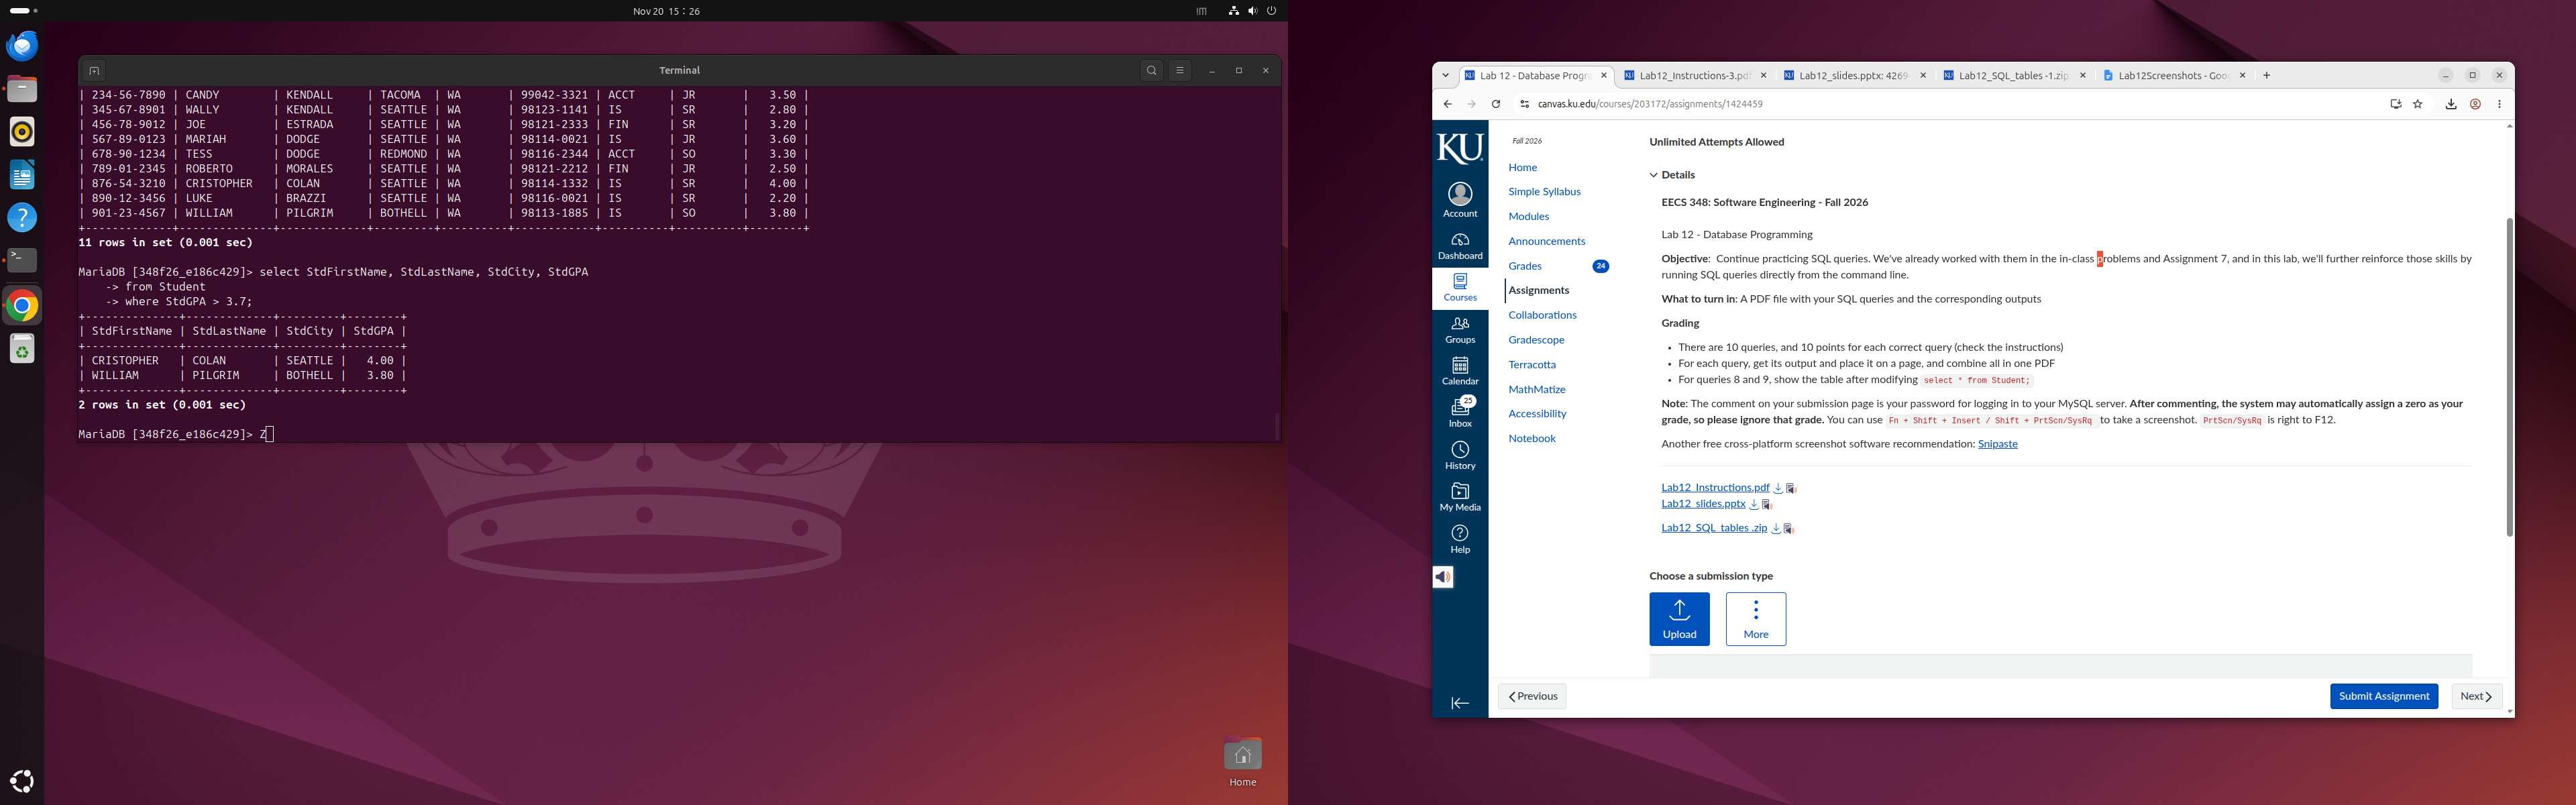 Nov 20 15:26
Terminal
| 234-56-7890 | CANDY | KENDALL | TACOMA | WA | 99042-3321 | ACCT | JR | 3.50 |
| 345-67-8901 | WALLY | KENDALL | SEATTLE | WA | 98123-1141 | IS | SR | 2.80 |
| 456-78-9012 | JOE | ESTRADA | SEATTLE | WA | 98121-2333 | FIN | SR | 3.20 |
| 567-89-0123 | MARIAH | DODGE | SEATTLE | WA | 98114-0021 | IS | JR | 3.60 |
| 678-90-1234 | TESS | DODGE | REDMOND | WA | 98116-2344 | ACCT | SO | 3.30 |
| 789-01-2345 | ROBERTO | MORALES | SEATTLE | WA | 98121-2212 | FIN | JR | 2.50 |
| 876-54-3210 | CRISTOPHER | COLAN | SEATTLE | WA | 98114-1332 | IS | SR | 4.00 |
| 890-12-3456 | LUKE | BRAZZI | SEATTLE | WA | 98116-0021 | IS | SR | 2.20 |
| 901-23-4567 | WILLIAM | PILGRIM | BOTHELL | WA | 98113-1885 | IS | SO | 3.80 |
+-------------+------------+------------+---------+----------+------------+----------+----------+--------+
11 rows in set (0.001 sec)
MariaDB [348f26_e186c429]> select StdFirstName, StdLastName, StdCity, StdGPA
-> from Student
-> where StdGPA > 3.7;
+--------------+-------------+---------+--------+
| StdFirstName | StdLastName | StdCity | StdGPA |
+--------------+-------------+---------+--------+
| CRISTOPHER | COLAN | SEATTLE | 4.00 |
| WILLIAM | PILGRIM | BOTHELL | 3.80 |
+--------------+-------------+---------+--------+
2 rows in set (0.001 sec)
MariaDB [348f26_e186c429]> Z
Home
Lab 12 - Database Progra
Lab12_Instructions-3.pdf
Lab12_slides.pptx: 4269
Lab12_SQL_tables -1.zip
Lab12Screenshots - Goo
canvas.ku.edu/courses/203172/assignments/1424459
KU
Account
Dashboard
Courses
Groups
Calendar
25
Inbox
History
My Media
Help
Fall 2026
Home
Simple Syllabus
Modules
Announcements
Grades 24
Assignments
Collaborations
Gradescope
Terracotta
MathMatize
Accessibility
Notebook
Unlimited Attempts Allowed
Details
EECS 348: Software Engineering - Fall 2026
Lab 12 - Database Programming
Objective: Continue practicing SQL queries. We've already worked with them in the in-class problems and Assignment 7, and in this lab, we'll further reinforce those skills by
running SQL queries directly from the command line.
What to turn in: A PDF file with your SQL queries and the corresponding outputs
Grading
• There are 10 queries, and 10 points for each correct query (check the instructions)
• For each query, get its output and place it on a page, and combine all in one PDF
• For queries 8 and 9, show the table after modifying select * from Student;
Note: The comment on your submission page is your password for logging in to your MySQL server. After commenting, the system may automatically assign a zero as your
grade, so please ignore that grade. You can use Fn + Shift + Insert / Shift + PrtScn/SysRq to take a screenshot. PrtScn/SysRq is right to F12.
Another free cross-platform screenshot software recommendation: Snipaste
Lab12_Instructions.pdf
Lab12_slides.pptx
Lab12_SQL_tables .zip
Choose a submission type
Upload
More
Previous
Submit Assignment
Next